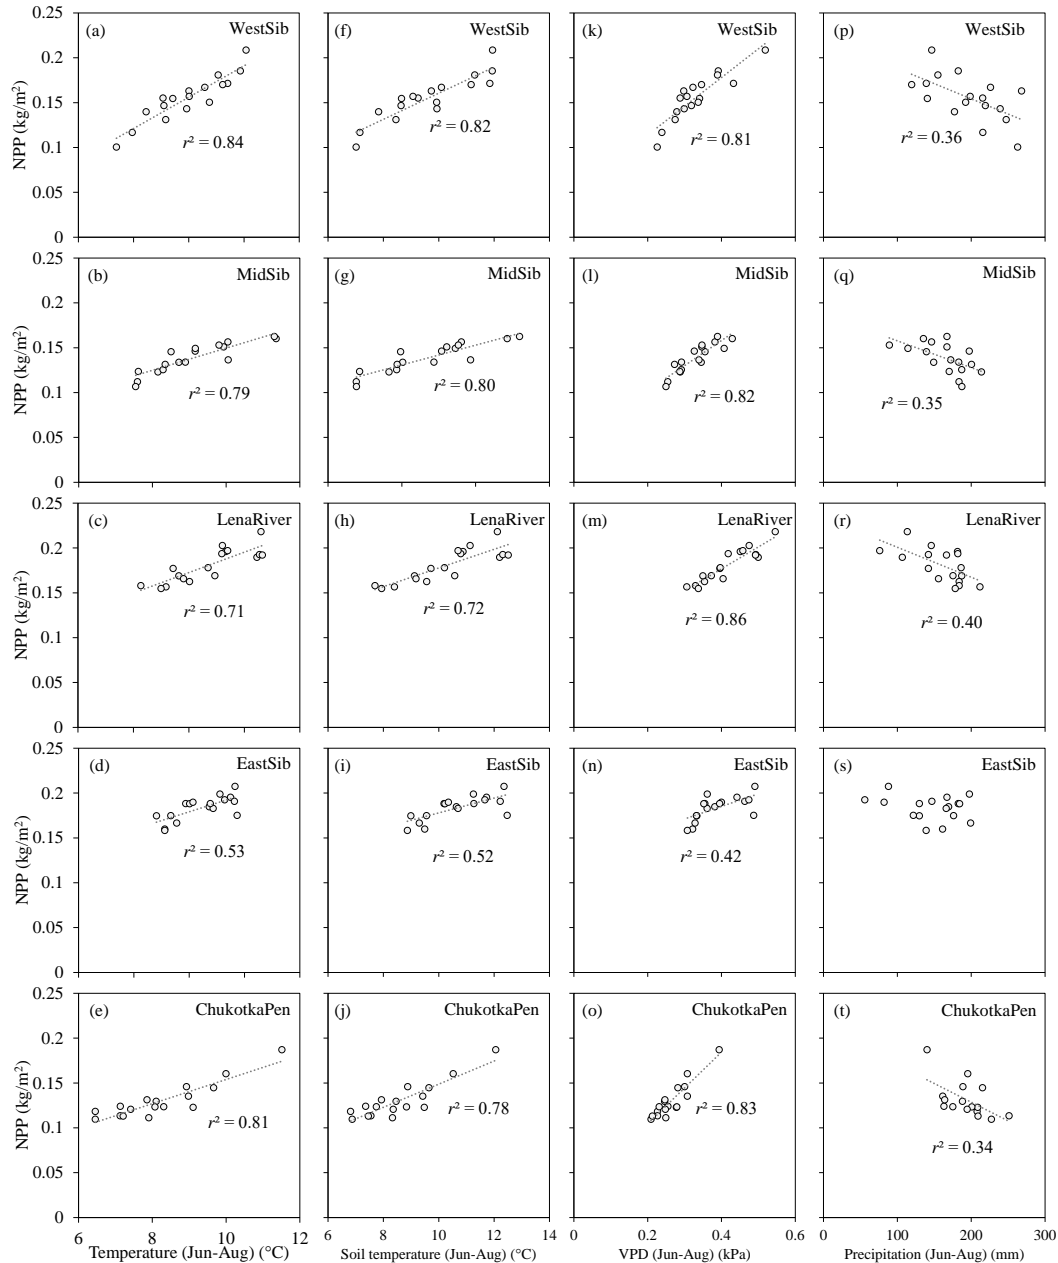 (a) WestSib
(f) WestSib
(k) WestSib
(p) WestSib
NPP (kg/m²)
0.25
0.2
0.15
0.1
0.05
0
r² = 0.84
r² = 0.82
r² = 0.81
r² = 0.36
(b) MidSib
(g) MidSib
(l) MidSib
(q) MidSib
NPP (kg/m²)
0.25
0.2
0.15
0.1
0.05
0
r² = 0.79
r² = 0.80
r² = 0.82
r² = 0.35
(c) LenaRiver
(h) LenaRiver
(m) LenaRiver
(r) LenaRiver
NPP (kg/m²)
0.25
0.2
0.15
0.1
0.05
0
r² = 0.71
r² = 0.72
r² = 0.86
r² = 0.40
(d) EastSib
(i) EastSib
(n) EastSib
(s) EastSib
NPP (kg/m²)
0.25
0.2
0.15
0.1
0.05
0
r² = 0.53
r² = 0.52
r² = 0.42
(e) ChukotkaPen
(j) ChukotkaPen
(o) ChukotkaPen
(t) ChukotkaPen
NPP (kg/m²)
0.25
0.2
0.15
0.1
0.05
0
r² = 0.81
r² = 0.78
r² = 0.83
r² = 0.34
6 8 10 12
6 8 10 12 14
0 0.2 0.4 0.6
0 100 200 300
Temperature (Jun-Aug) (°C)
Soil temperature (Jun-Aug) (°C)
VPD (Jun-Aug) (kPa)
Precipitation (Jun-Aug) (mm)